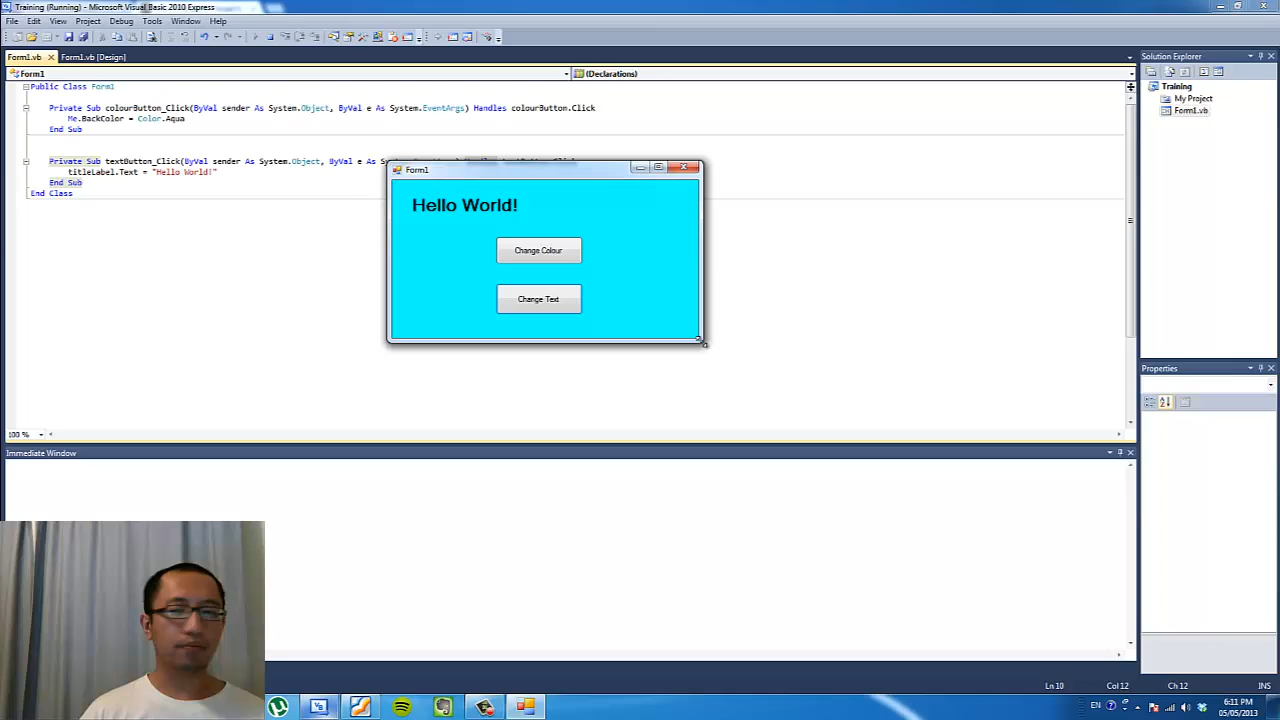 Training (Running) - Microsoft Visual Basic 2010 Express
File Edit View Project Debug Tools Window Help
Form1.vb Form1.vb [Design]
Form1 (Declarations)
Public Class Form1
Private Sub colourButton_Click(ByVal sender As System.Object, ByVal e As System.EventArgs) Handles colourButton.Click
Me.BackColor = Color.Aqua
End Sub
Private Sub textButton_Click(ByVal sender As System.Object, ByVal e As
titleLabel.Text = "Hello World!"
End Sub
End Class
Form1
Hello World!
Change Colour
Change Text
100 %
Immediate Window
Solution Explorer
Training
My Project
Form1.vb
Properties
Ln 10 Col 12 Ch 12 INS
EN
6:11 PM
05/05/2013